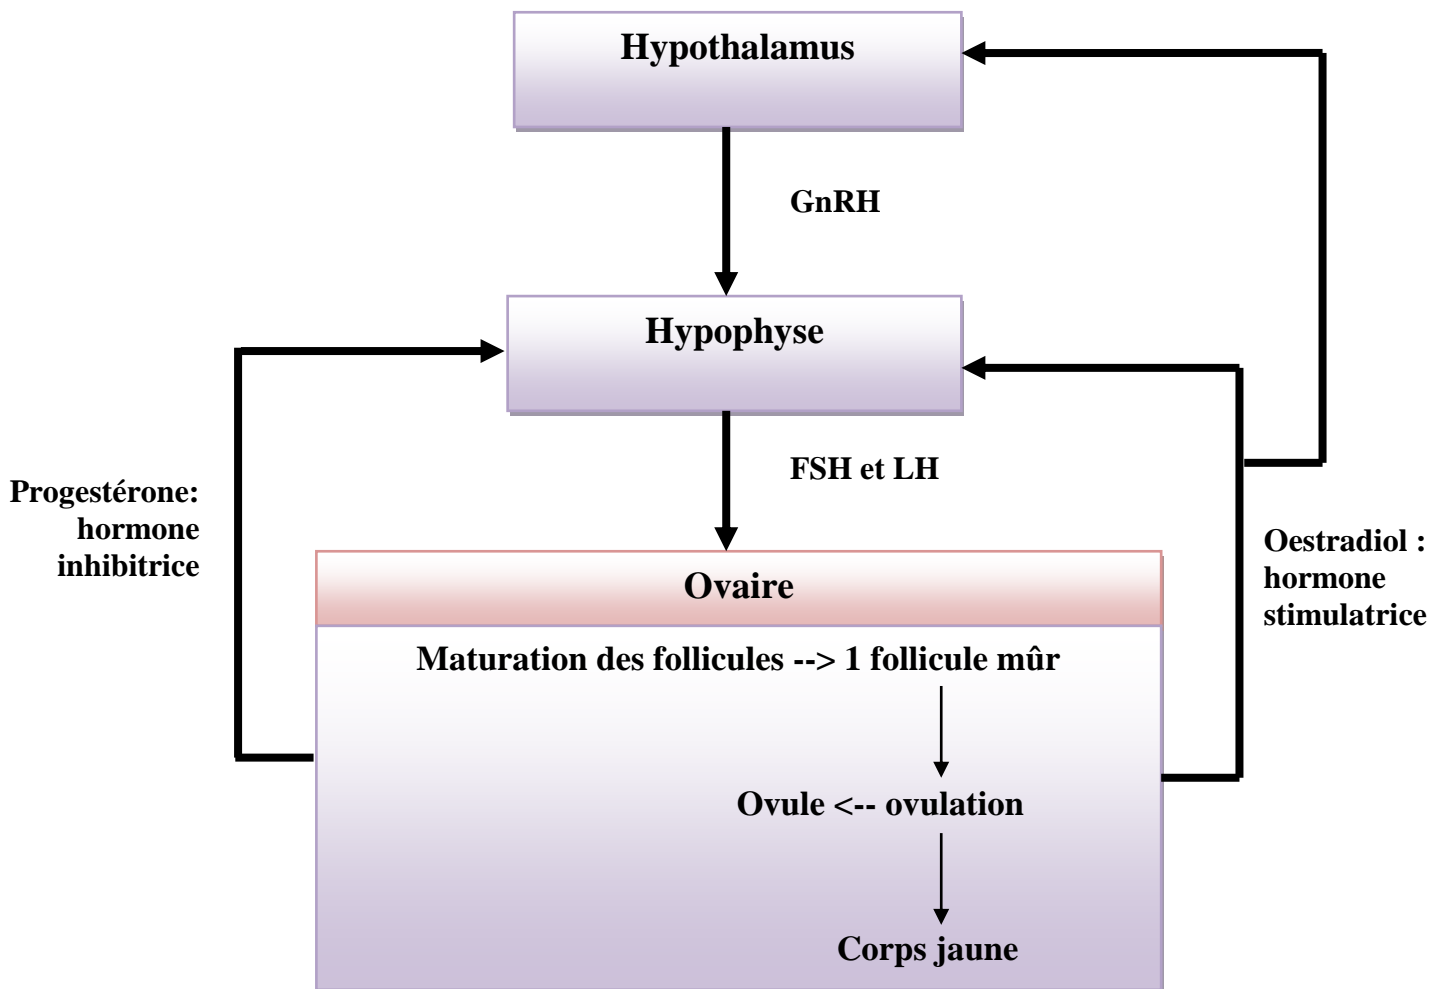 Hypothalamus
GnRH
Hypophyse
FSH et LH
Progestérone:
hormone
inhibitrice
Oestradiol :
hormone
stimulatrice
Ovaire
Maturation des follicules --> 1 follicule mûr
Ovule <-- ovulation
Corps jaune